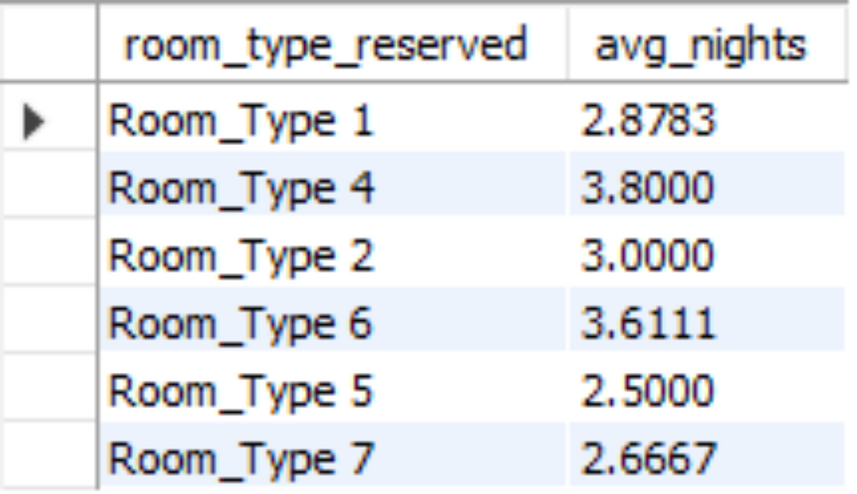 room_type_reserved avg_nights
Room_Type 1 2.8783
Room_Type 4 3.8000
Room_Type 2 3.0000
Room_Type 6 3.6111
Room_Type 5 2.5000
Room_Type 7 2.6667